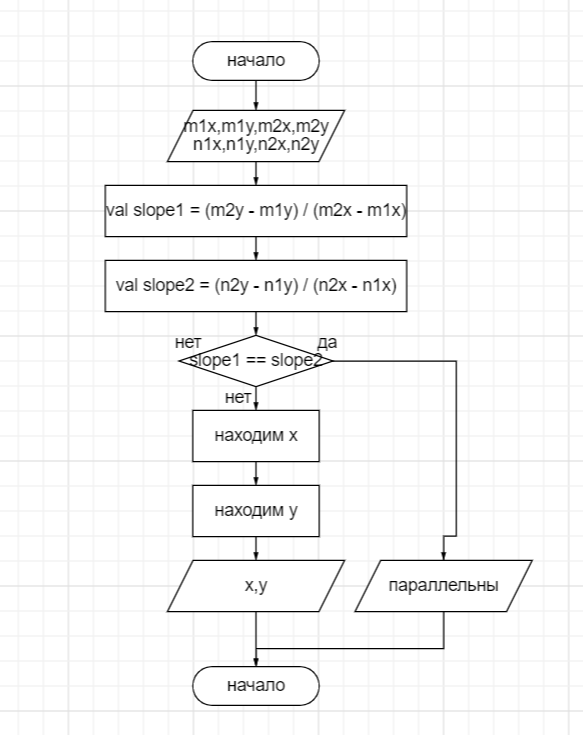 начало
m1x,m1y,m2x,m2y
n1x,n1y,n2x,n2y
val slope1 = (m2y - m1y) / (m2x - m1x)
val slope2 = (n2y - n1y) / (n2x - n1x)
нет
да
slope1 == slope2
нет
находим x
находим y
x,y
параллельны
начало